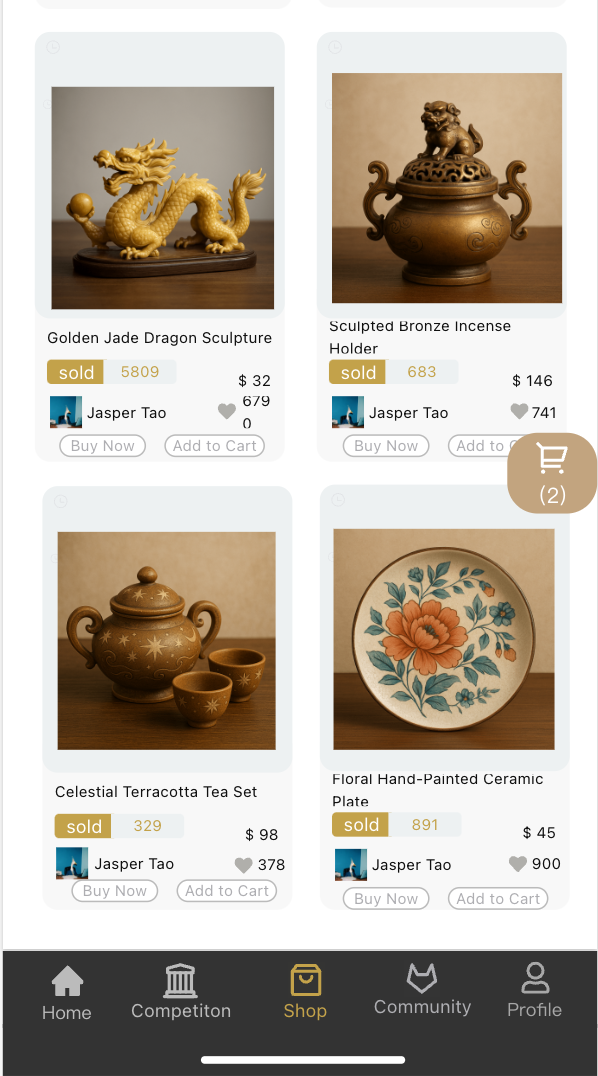 Golden Jade Dragon Sculpture
sold 5809
$ 32
Jasper Tao
679
0
Buy Now Add to Cart
Sculpted Bronze Incense
Holder
sold 683
$ 146
Jasper Tao 741
Buy Now Add to C
(2)
Celestial Terracotta Tea Set
sold 329
$ 98
Jasper Tao 378
Buy Now Add to Cart
Floral Hand-Painted Ceramic
Plate
sold 891
$ 45
Jasper Tao 900
Buy Now Add to Cart
Home Competiton Shop Community Profile